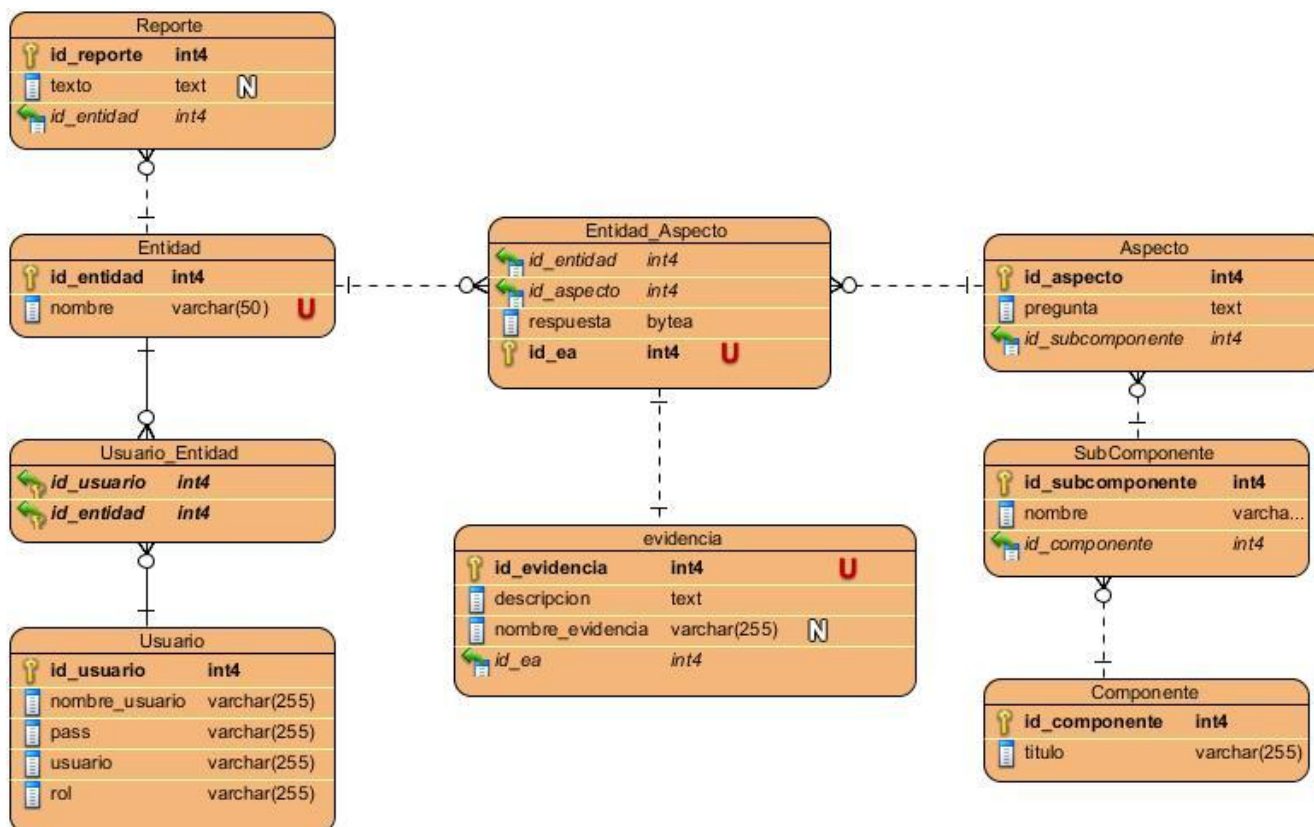 Reporte
id_reporte int4
texto text N
id_entidad int4
Entidad
id_entidad int4
nombre varchar(50) U
Usuario_Entidad
id_usuario int4
id_entidad int4
Usuario
id_usuario int4
nombre_usuario varchar(255)
pass varchar(255)
usuario varchar(255)
rol varchar(255)
Entidad_Aspecto
id_entidad int4
id_aspecto int4
respuesta bytea
id_ea int4 U
evidencia
id_evidencia int4 U
descripcion text
nombre_evidencia varchar(255) N
id_ea int4
Aspecto
id_aspecto int4
pregunta text
id_subcomponente int4
SubComponente
id_subcomponente int4
nombre varcha...
id_componente int4
Componente
id_componente int4
titulo varchar(255)